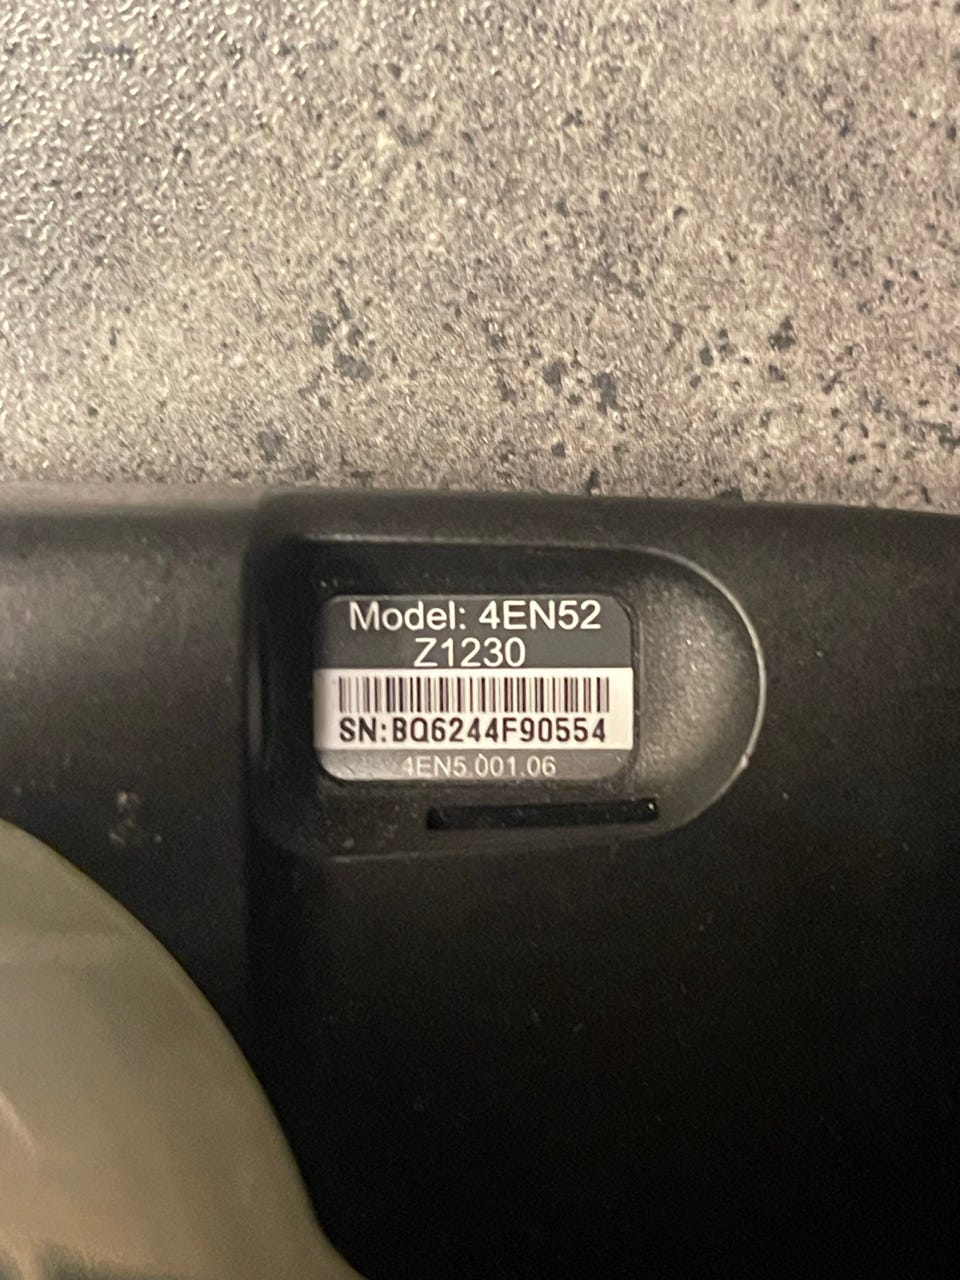 Model: 4EN52
Z1230
SN:BQ6244F90554
4EN5.001.06